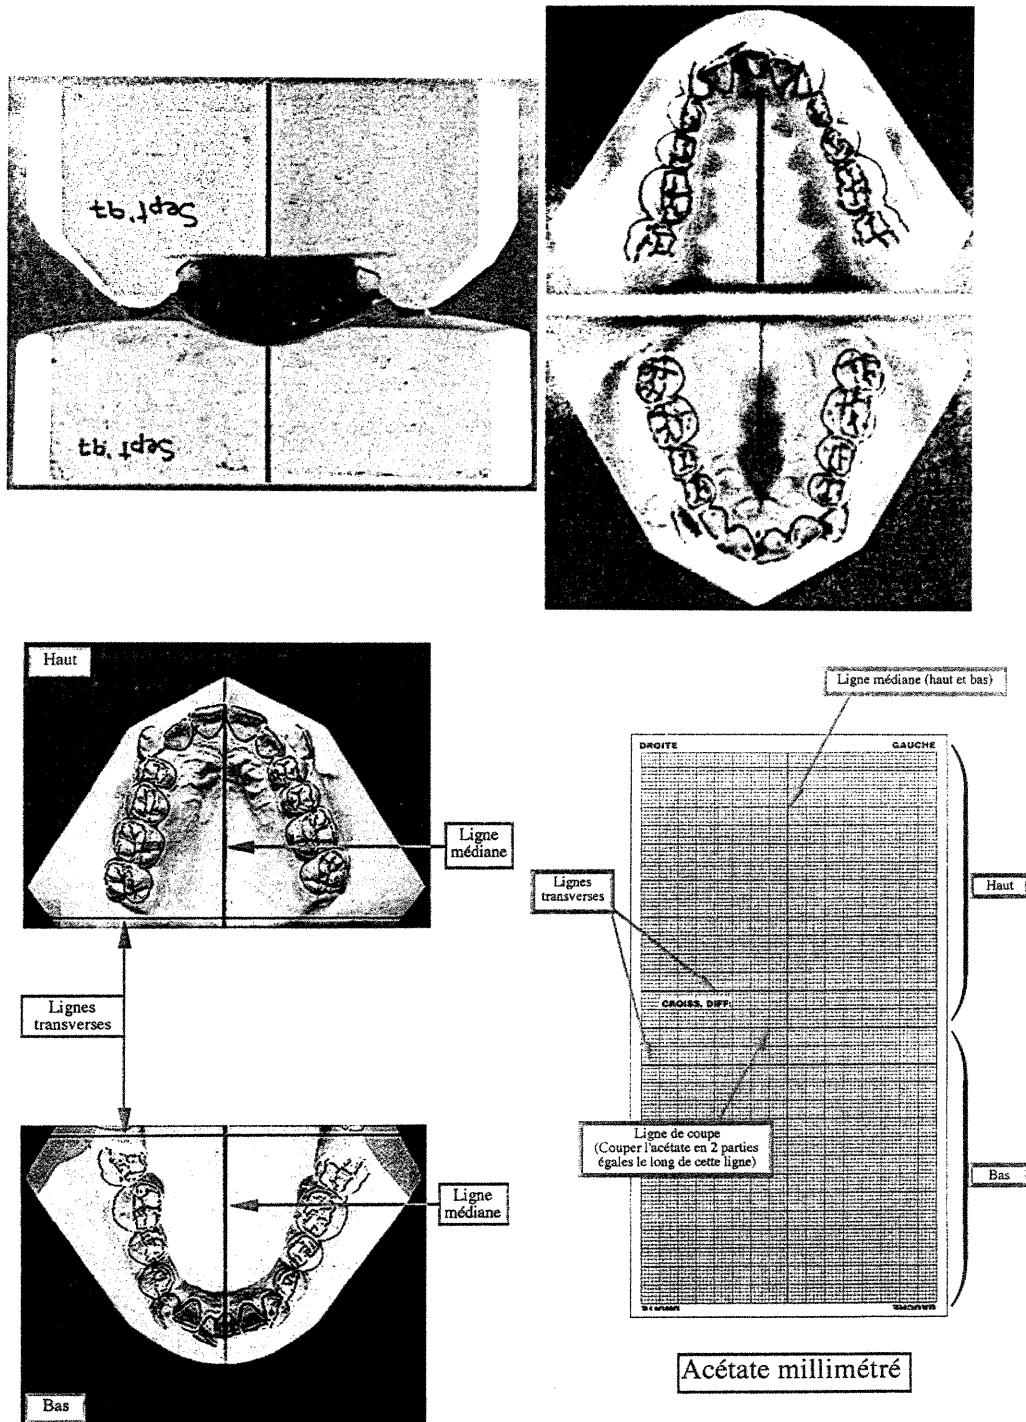 Sept'97
Sept'97
Haut
Ligne
médiane
Lignes
transverses
Ligne
médiane
Bas
Ligne médiane (haut et bas)
DROITE GAUCHE
Lignes
transverses
Haut
CROISS. DIFF:
Ligne de coupe
(Couper l'acétate en 2 parties
égales le long de cette ligne)
Bas
DROITE GAUCHE
Acétate millimétré